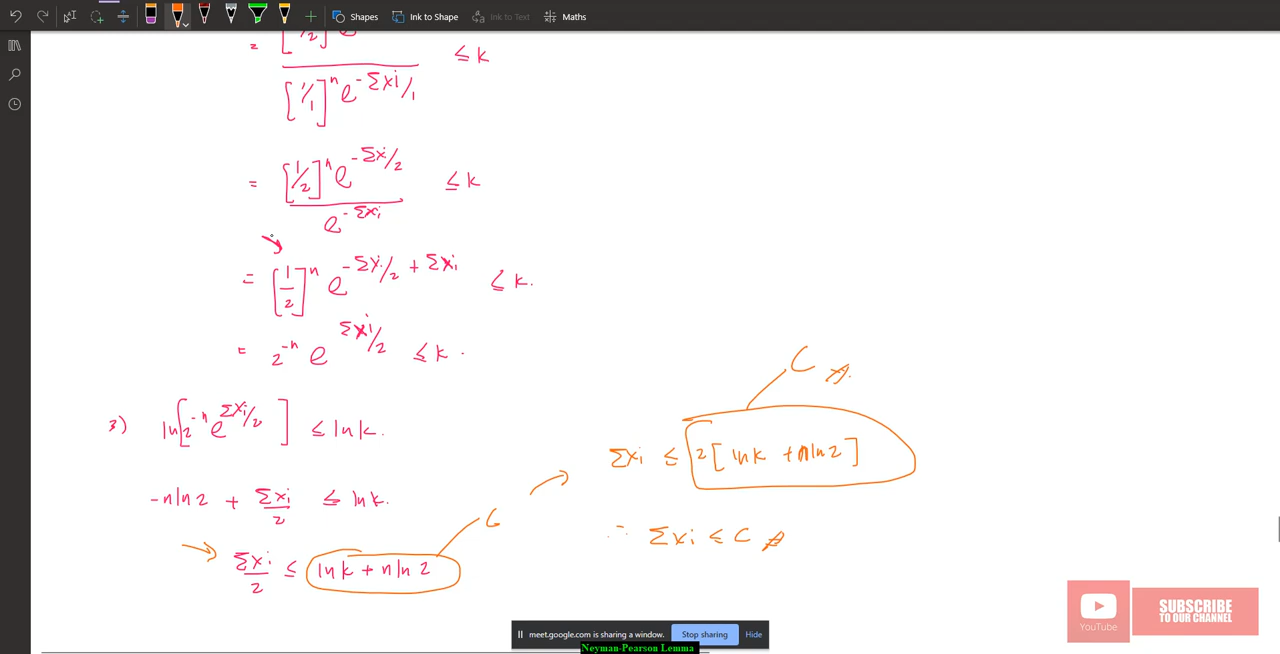 Shapes Ink to Shape Ink to Text Maths
= [1/2]^n e ≤ k
[1/1]^n e^{-Σxi/1}
= [1/2]^n e^{-Σxi/2} ≤ k
e^{-Σxi}
= [1/2]^n e^{-Σxi/2 + Σxi} ≤ k.
= 2^{-n} e^{Σxi/2} ≤ k.
3) ln[2^{-n} e^{Σxi/2}] ≤ ln k.
-n ln 2 + Σxi/2 ≤ ln k.
Σxi/2 ≤ ln k + n ln 2
C
C
Σxi ≤ 2[ln k + n ln 2]
∴ Σxi ≤ C
YouTube
SUBSCRIBE
TO OUR CHANNEL
meet.google.com is sharing a window. Stop sharing Hide
Neyman-Pearson Lemma